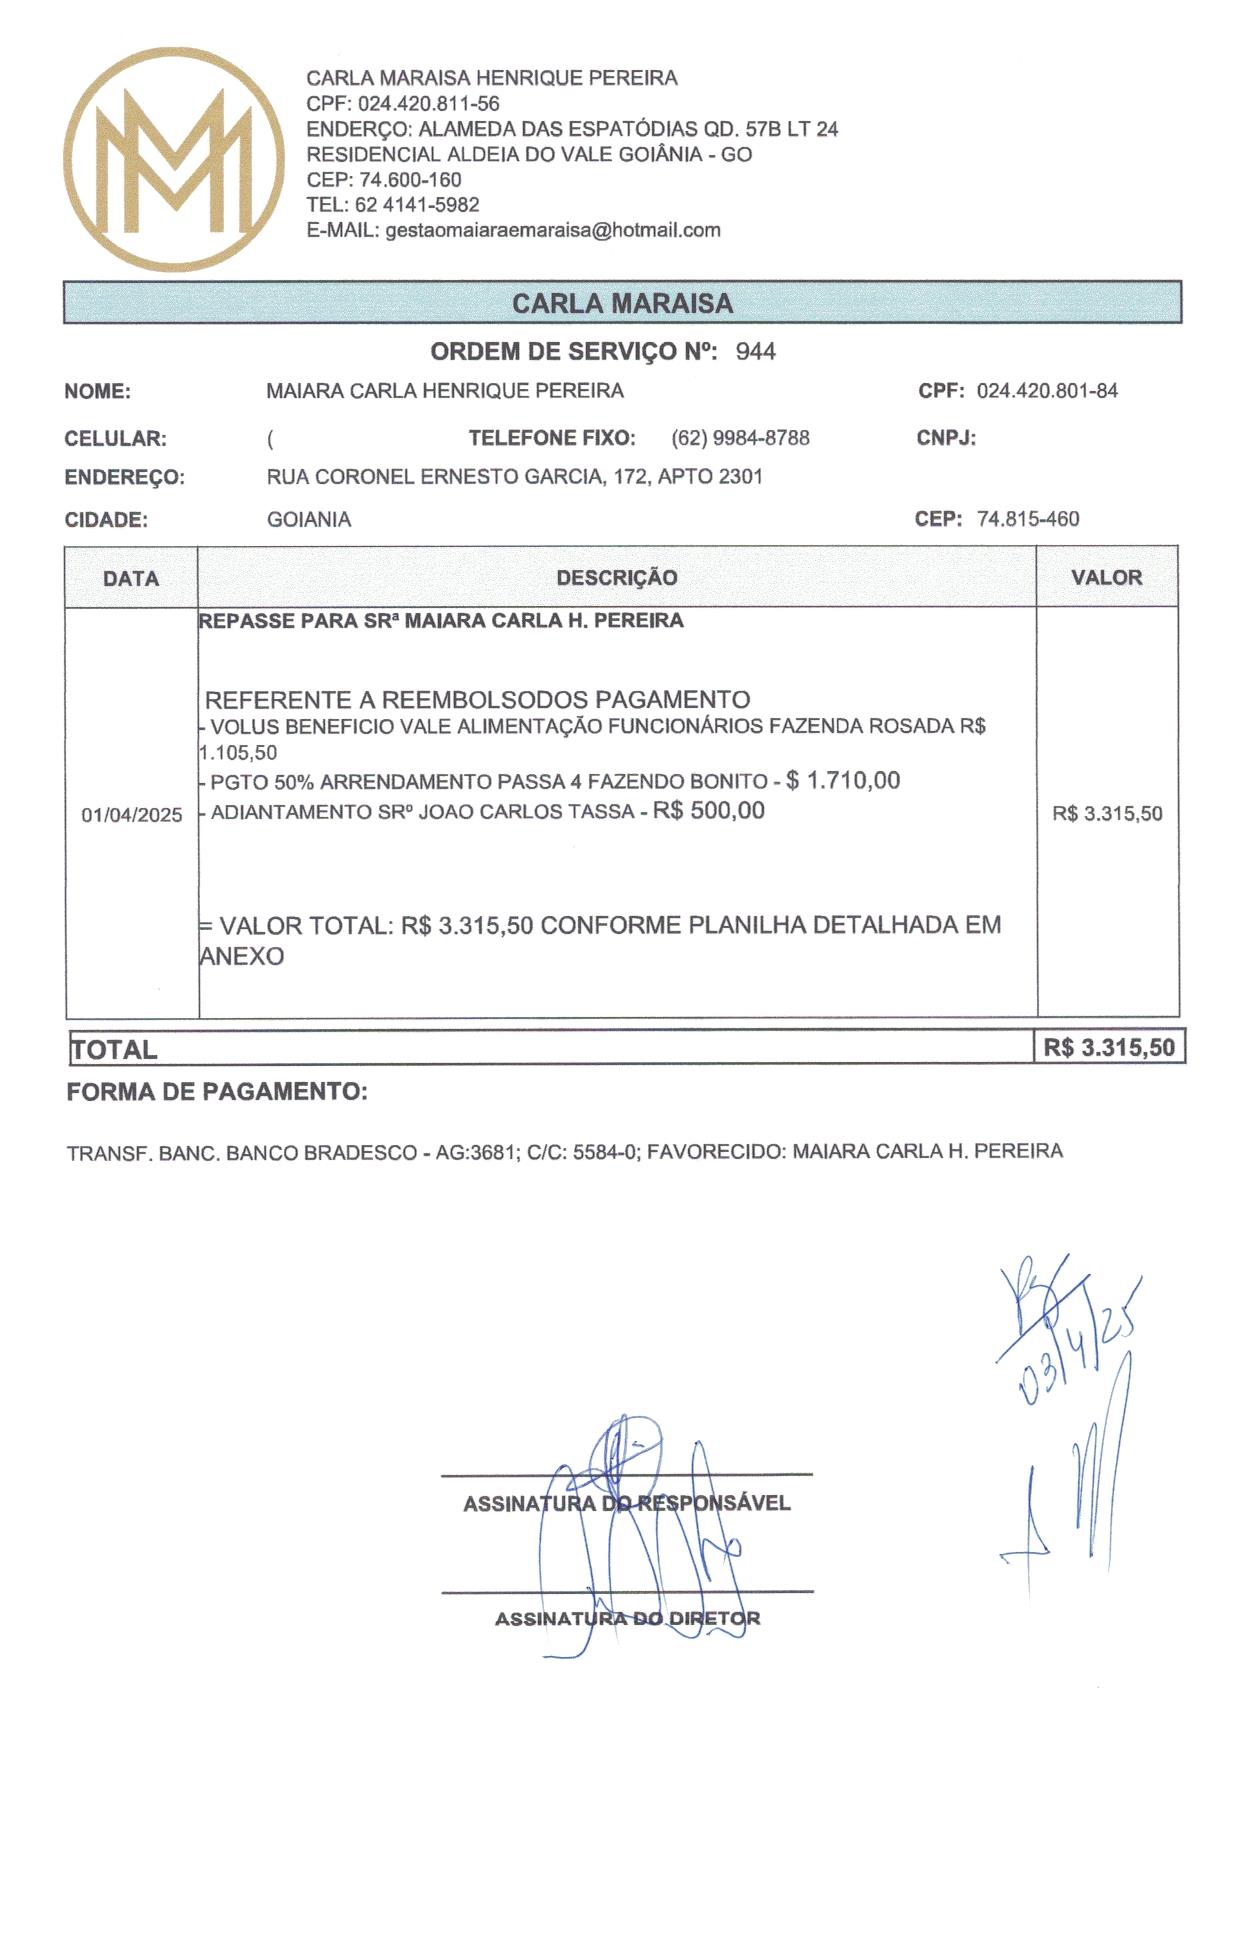 CARLA MARAISA HENRIQUE PEREIRA
CPF: 024.420.811-56
ENDERÇO: ALAMEDA DAS ESPATÓDIAS QD. 57B LT 24
RESIDENCIAL ALDEIA DO VALE GOIÂNIA - GO
CEP: 74.600-160
TEL: 62 4141-5982
E-MAIL: gestaomaiaraemaraisa@hotmail.com
CARLA MARAISA
ORDEM DE SERVIÇO Nº: 944
NOME: MAIARA CARLA HENRIQUE PEREIRA CPF: 024.420.801-84
CELULAR: ( TELEFONE FIXO: (62) 9984-8788 CNPJ:
ENDEREÇO: RUA CORONEL ERNESTO GARCIA, 172, APTO 2301
CIDADE: GOIANIA CEP: 74.815-460
DATA DESCRIÇÃO VALOR
REPASSE PARA SRª MAIARA CARLA H. PEREIRA
REFERENTE A REEMBOLSODOS PAGAMENTO
- VOLUS BENEFICIO VALE ALIMENTAÇÃO FUNCIONÁRIOS FAZENDA ROSADA R$
1.105,50
- PGTO 50% ARRENDAMENTO PASSA 4 FAZENDO BONITO - $ 1.710,00
01/04/2025 - ADIANTAMENTO SRº JOAO CARLOS TASSA - R$ 500,00 R$ 3.315,50
= VALOR TOTAL: R$ 3.315,50 CONFORME PLANILHA DETALHADA EM
ANEXO
TOTAL R$ 3.315,50
FORMA DE PAGAMENTO:
TRANSF. BANC. BANCO BRADESCO - AG:3681; C/C: 5584-0; FAVORECIDO: MAIARA CARLA H. PEREIRA
03/4/25
ASSINATURA DO RESPONSÁVEL
ASSINATURA DO DIRETOR